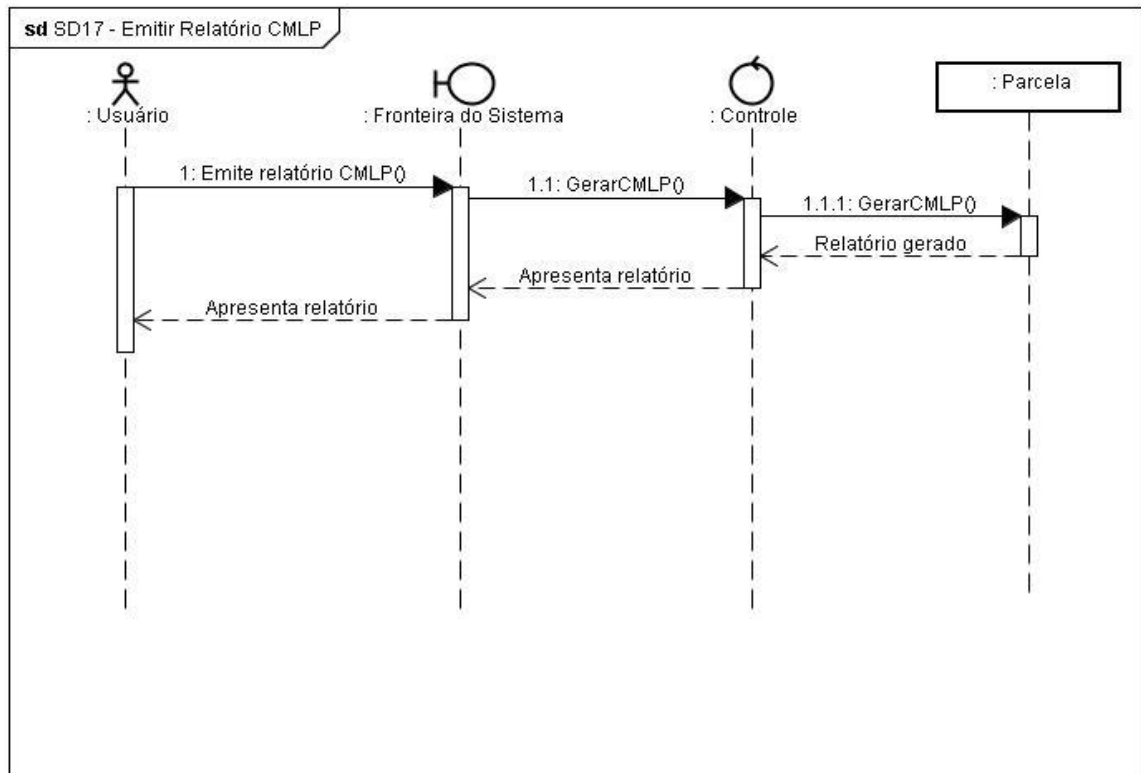 sd SD17 - Emitir Relatório CMLP
: Usuário
: Fronteira do Sistema
: Controle
: Parcela
1: Emite relatório CMLP()
1.1: GerarCMLP()
1.1.1: GerarCMLP()
Relatório gerado
Apresenta relatório
Apresenta relatório